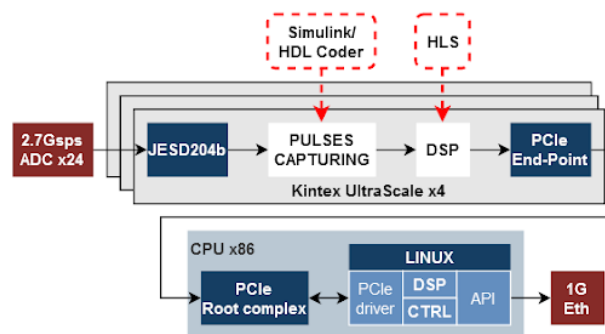 Simulink/
HDL Coder
HLS
2.7Gsps
ADC x24
JESD204b
PULSES
CAPTURING
DSP
PCIe
End-Point
Kintex UltraScale x4
CPU x86
PCIe
Root complex
LINUX
PCIe
driver
DSP
CTRL
API
1G
Eth